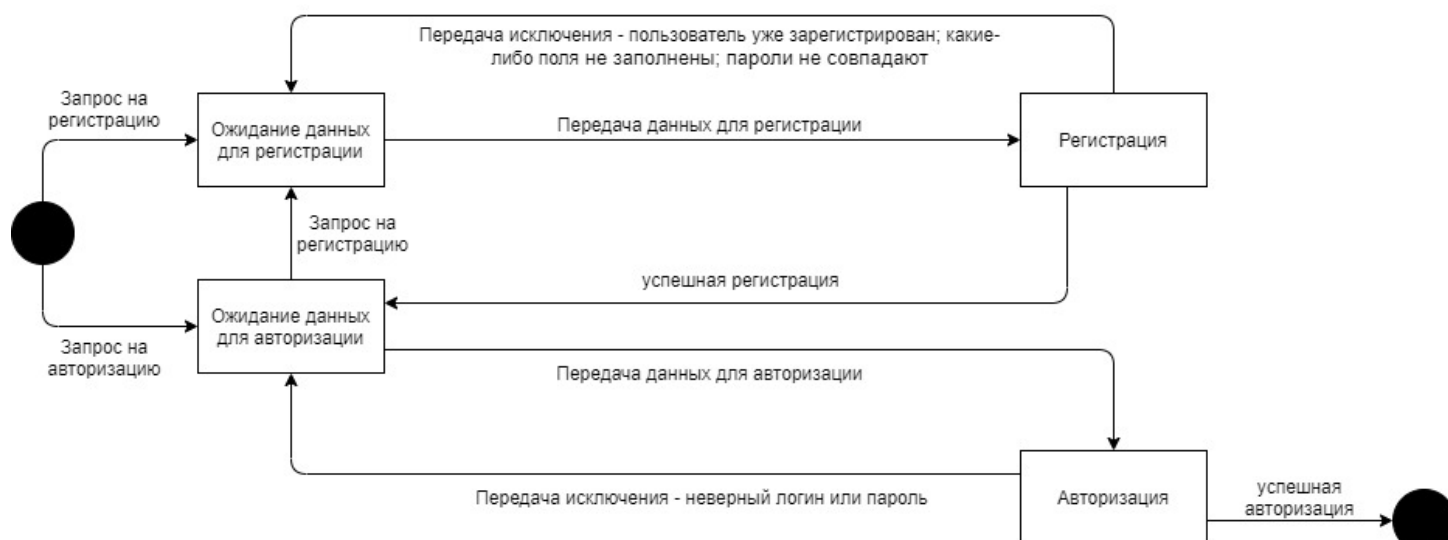 Передача исключения - пользователь уже зарегистрирован; какие-
либо поля не заполнены; пароли не совпадают
Запрос на
регистрацию
Ожидание данных
для регистрации
Передача данных для регистрации
Регистрация
Запрос на
регистрацию
успешная регистрация
Ожидание данных
для авторизации
Запрос на
авторизацию
Передача данных для авторизации
Передача исключения - неверный логин или пароль
Авторизация
успешная
авторизация